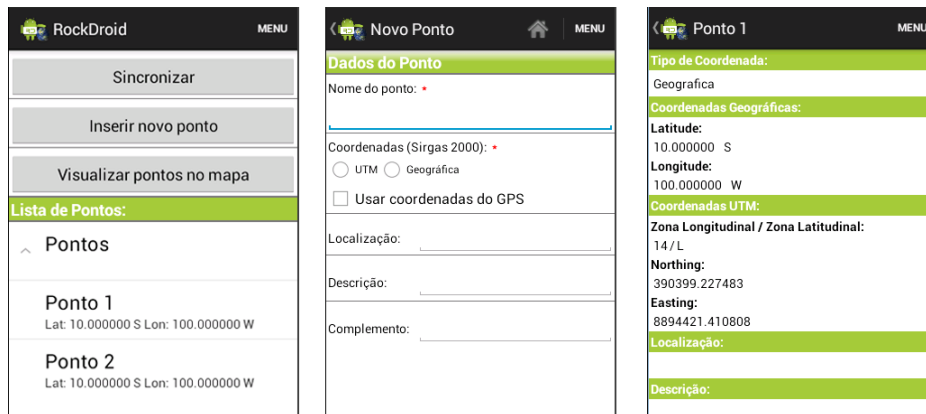 RockDroid MENU
Sincronizar
Inserir novo ponto
Visualizar pontos no mapa
Lista de Pontos:
Pontos
Ponto 1
Lat: 10.000000 S Lon: 100.000000 W
Ponto 2
Lat: 10.000000 S Lon: 100.000000 W
Novo Ponto MENU
Dados do Ponto
Nome do ponto: *
Coordenadas (Sirgas 2000): *
UTM Geográfica
Usar coordenadas do GPS
Localização:
Descrição:
Complemento:
Ponto 1 MENU
Tipo de Coordenada:
Geografica
Coordenadas Geográficas:
Latitude:
10.000000 S
Longitude:
100.000000 W
Coordenadas UTM:
Zona Longitudinal / Zona Latitudinal:
14 / L
Northing:
390399.227483
Easting:
8894421.410808
Localização:
Descrição: